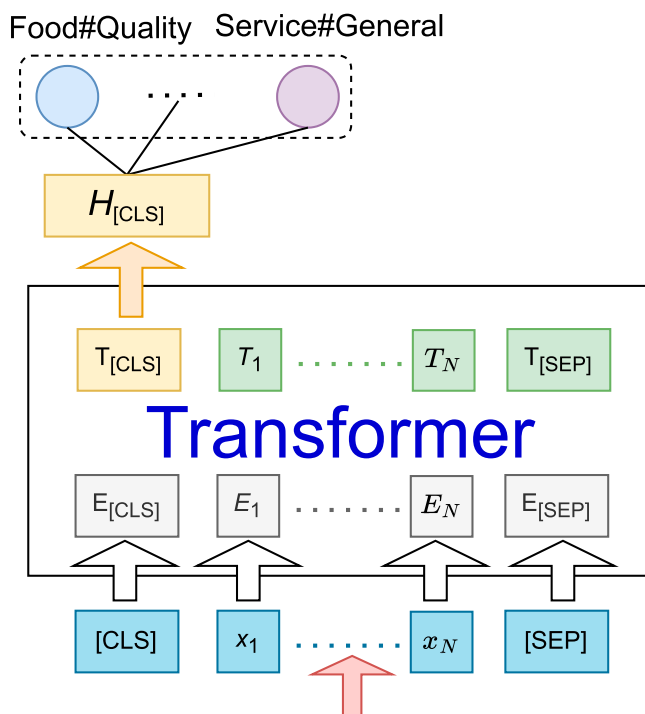 Food#Quality Service#General
....
H[CLS]
T[CLS] T1 ........ TN T[SEP]
Transformer
E[CLS] E1 ........ EN E[SEP]
[CLS] x1 ........ xN [SEP]